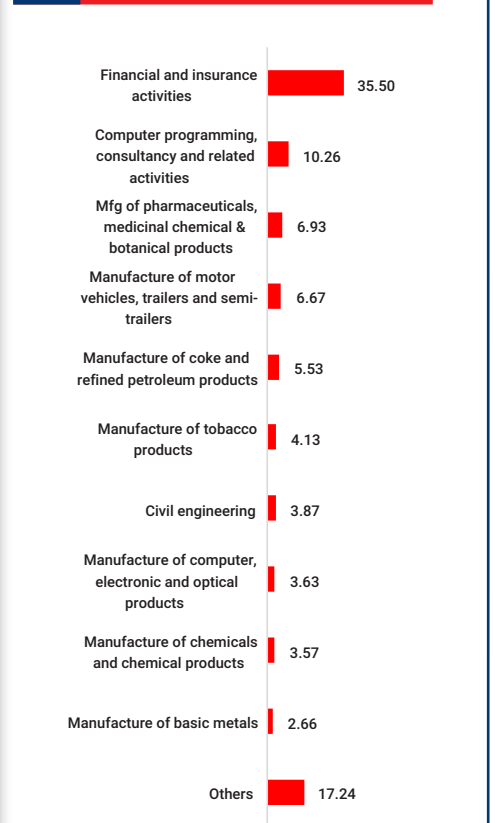 Financial and insurance
activities
35.50
Computer programming,
consultancy and related
activities
10.26
Mfg of pharmaceuticals,
medicinal chemical &
botanical products
6.93
Manufacture of motor
vehicles, trailers and semi-
trailers
6.67
Manufacture of coke and
refined petroleum products
5.53
Manufacture of tobacco
products
4.13
Civil engineering
3.87
Manufacture of computer,
electronic and optical
products
3.63
Manufacture of chemicals
and chemical products
3.57
Manufacture of basic metals
2.66
Others
17.24